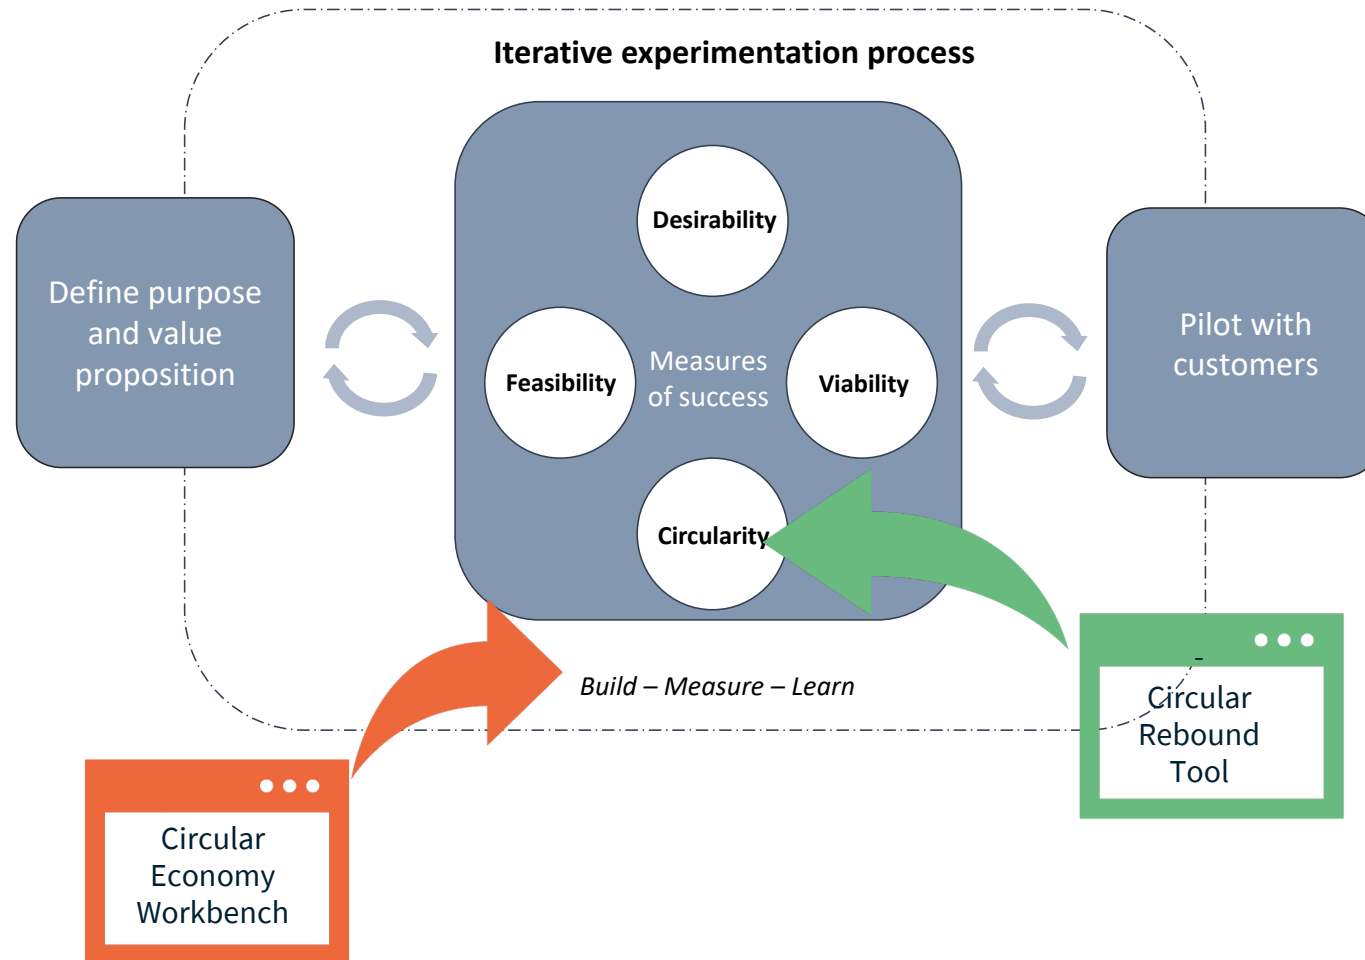 Iterative experimentation process
Desirability
Define purpose
and value
proposition
Feasibility
Measures
of success
Viability
Pilot with
customers
Circularity
Build – Measure – Learn
-
Circular
Rebound
Tool
Circular
Economy
Workbench